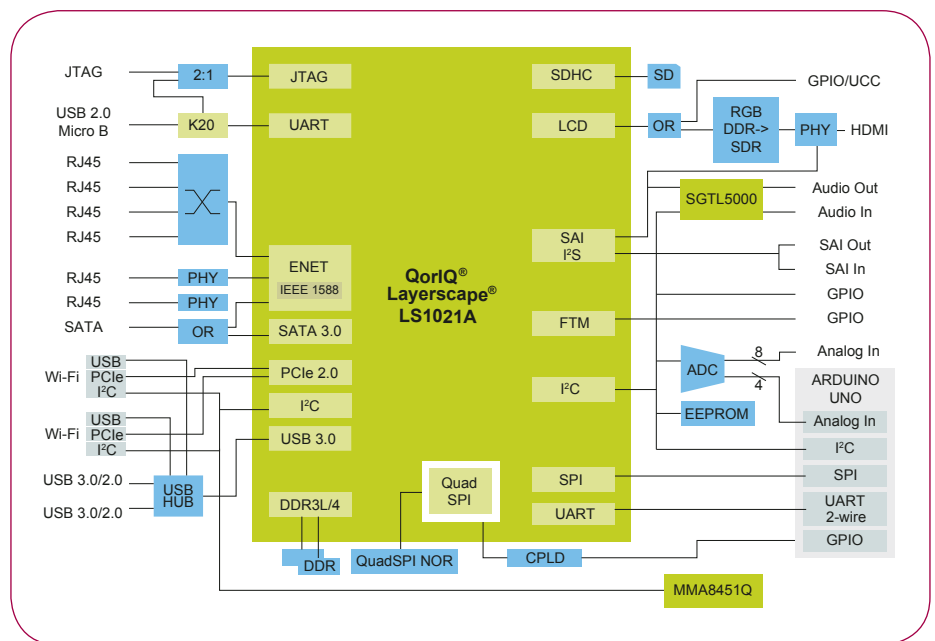 JTAG
2:1
JTAG
USB 2.0
Micro B
K20
UART
RJ45
RJ45
RJ45
RJ45
RJ45
PHY
RJ45
PHY
SATA
OR
ENET
IEEE 1588
SATA 3.0
Wi-Fi
USB
PCIe
I²C
PCIe 2.0
I²C
Wi-Fi
USB
PCIe
I²C
USB 3.0
USB 3.0/2.0
USB 3.0/2.0
USB
HUB
DDR3L/4
DDR
QorIQ®
Layerscape®
LS1021A
Quad
SPI
QuadSPI NOR
CPLD
SDHC
SD
LCD
OR
RGB
DDR->
SDR
PHY
HDMI
GPIO/UCC
SGTL5000
Audio Out
Audio In
SAI
I²S
SAI Out
SAI In
GPIO
FTM
GPIO
ADC
8
4
Analog In
I²C
EEPROM
SPI
UART
ARDUINO
UNO
Analog In
I²C
SPI
UART
2-wire
GPIO
MMA8451Q